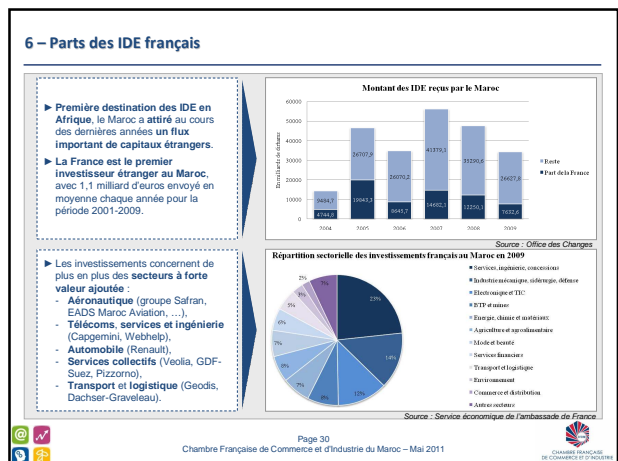 6 – Parts des IDE français
► Première destination des IDE en
Afrique, le Maroc a attiré au cours
des dernières années un flux
important de capitaux étrangers.
► La France est le premier
investisseur étranger au Maroc,
avec 1,1 milliard d'euros envoyé en
moyenne chaque année pour la
période 2001-2009.
Montant des IDE reçus par le Maroc
En milliards de dirhams
60000
50000
40000
30000
20000
10000
0
9484,7
4744,8
26707,9
19843,3
26070,2
8845,7
41379,1
14682,1
35290,6
12250,1
26627,8
7632,6
2004
2005
2006
2007
2008
2009
Reste
Part de la France
Source : Office des Changes
► Les investissements concernent de
plus en plus des secteurs à forte
valeur ajoutée :
- Aéronautique (groupe Safran,
EADS Maroc Aviation, …),
- Télécoms, services et ingénierie
(Capgemini, Webhelp),
- Automobile (Renault),
- Services collectifs (Veolia, GDF-
Suez, Pizzorno),
- Transport et logistique (Geodis,
Dachser-Graveleau).
Répartition sectorielle des investissements français au Maroc en 2009
23%
14%
12%
8%
7%
6%
7%
6%
5%
3%
2%
7%
Services, ingénierie, concessions
Industrie mécanique, sidérurgie, défense
Electronique et TIC
BTP et mines
Energie, chimie et matériaux
Agriculture et agroalimentaire
Mode et beauté
Services financiers
Transport et logistique
Environnement
Commerce et distribution
Autres secteurs
Source : Service économique de l'ambassade de France
Page 30
Chambre Française de Commerce et d'Industrie du Maroc – Mai 2011
CHAMBRE FRANÇAISE
DE COMMERCE ET D'INDUSTRIE